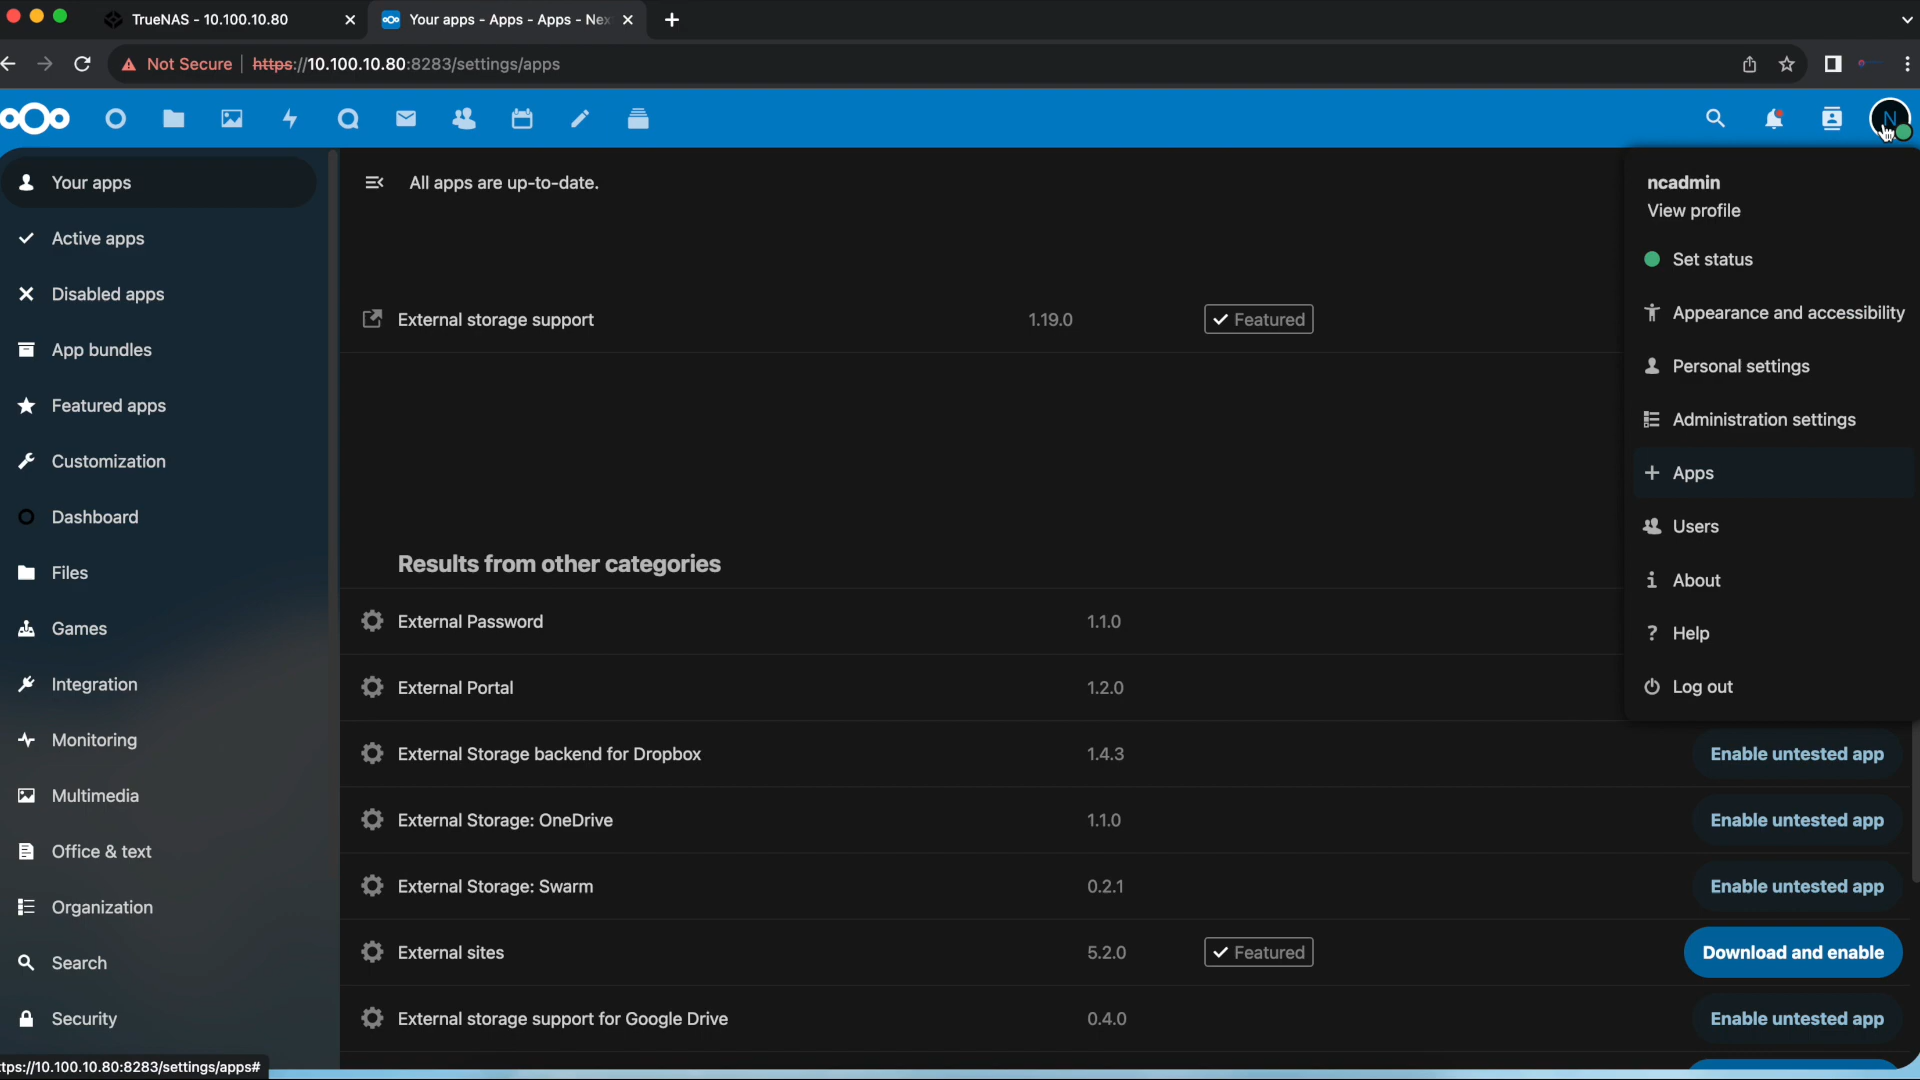 TrueNAS - 10.100.10.80
Your apps - Apps - Apps - Nex
Not Secure
https://10.100.10.80:8283/settings/apps
N
Your apps
Active apps
Disabled apps
App bundles
Featured apps
Customization
Dashboard
Files
Games
Integration
Monitoring
Multimedia
Office & text
Organization
Search
Security
All apps are up-to-date.
External storage support 1.19.0 Featured
Results from other categories
External Password 1.1.0
External Portal 1.2.0
External Storage backend for Dropbox 1.4.3 Enable untested app
External Storage: OneDrive 1.1.0 Enable untested app
External Storage: Swarm 0.2.1 Enable untested app
External sites 5.2.0 Featured Download and enable
External storage support for Google Drive 0.4.0 Enable untested app
ncadmin
View profile
Set status
Appearance and accessibility
Personal settings
Administration settings
Apps
Users
About
Help
Log out
tps://10.100.10.80:8283/settings/apps#